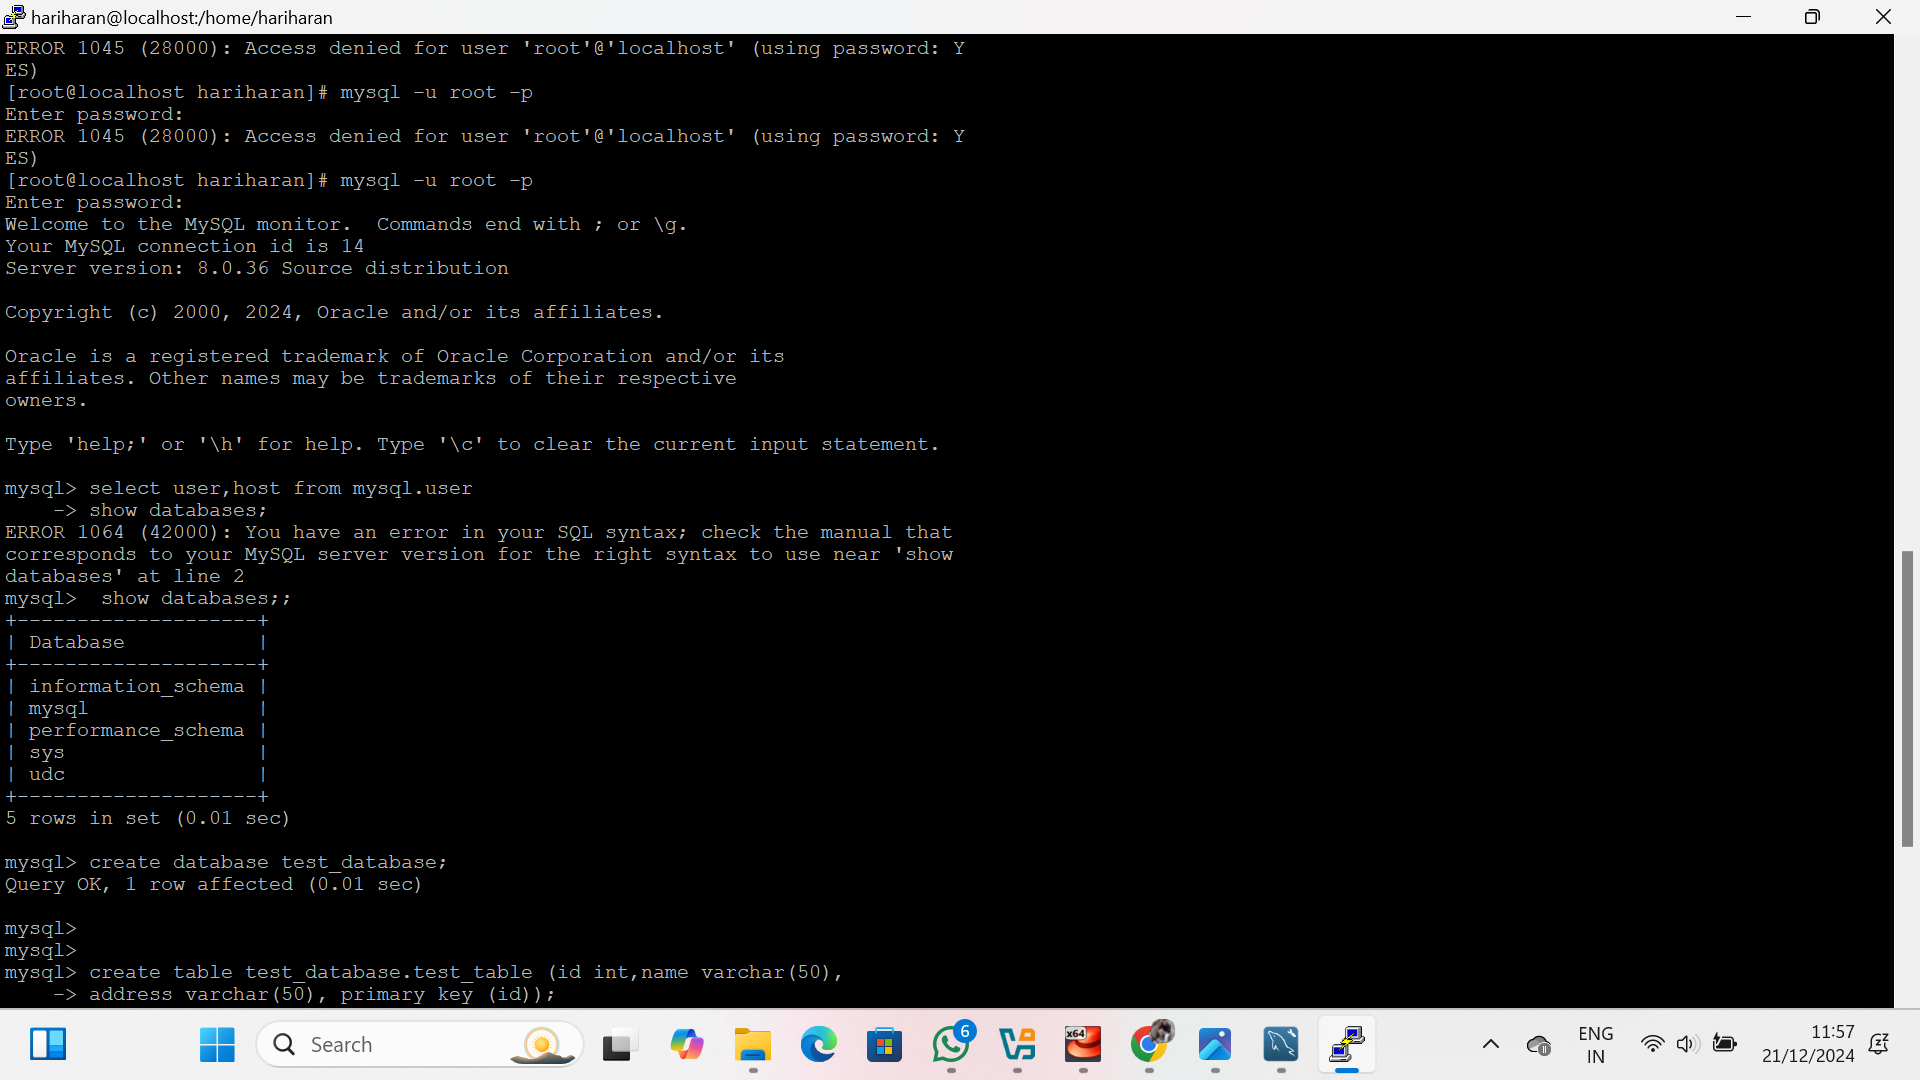 hariharan@localhost:/home/hariharan
ERROR 1045 (28000): Access denied for user 'root'@'localhost' (using password: Y
ES)
[root@localhost hariharan]# mysql -u root -p
Enter password:
ERROR 1045 (28000): Access denied for user 'root'@'localhost' (using password: Y
ES)
[root@localhost hariharan]# mysql -u root -p
Enter password:
Welcome to the MySQL monitor.  Commands end with ; or \g.
Your MySQL connection id is 14
Server version: 8.0.36 Source distribution

Copyright (c) 2000, 2024, Oracle and/or its affiliates.

Oracle is a registered trademark of Oracle Corporation and/or its
affiliates. Other names may be trademarks of their respective
owners.

Type 'help;' or '\h' for help. Type '\c' to clear the current input statement.

mysql> select user,host from mysql.user
    -> show databases;
ERROR 1064 (42000): You have an error in your SQL syntax; check the manual that
corresponds to your MySQL server version for the right syntax to use near 'show
databases' at line 2
mysql>  show databases;;
+--------------------+
| Database           |
+--------------------+
| information_schema |
| mysql              |
| performance_schema |
| sys                |
| udc                |
+--------------------+
5 rows in set (0.01 sec)

mysql> create database test_database;
Query OK, 1 row affected (0.01 sec)

mysql>
mysql>
mysql> create table test_database.test_table (id int,name varchar(50),
    -> address varchar(50), primary key (id));
Search
6
x64
ENG
IN
11:57
21/12/2024